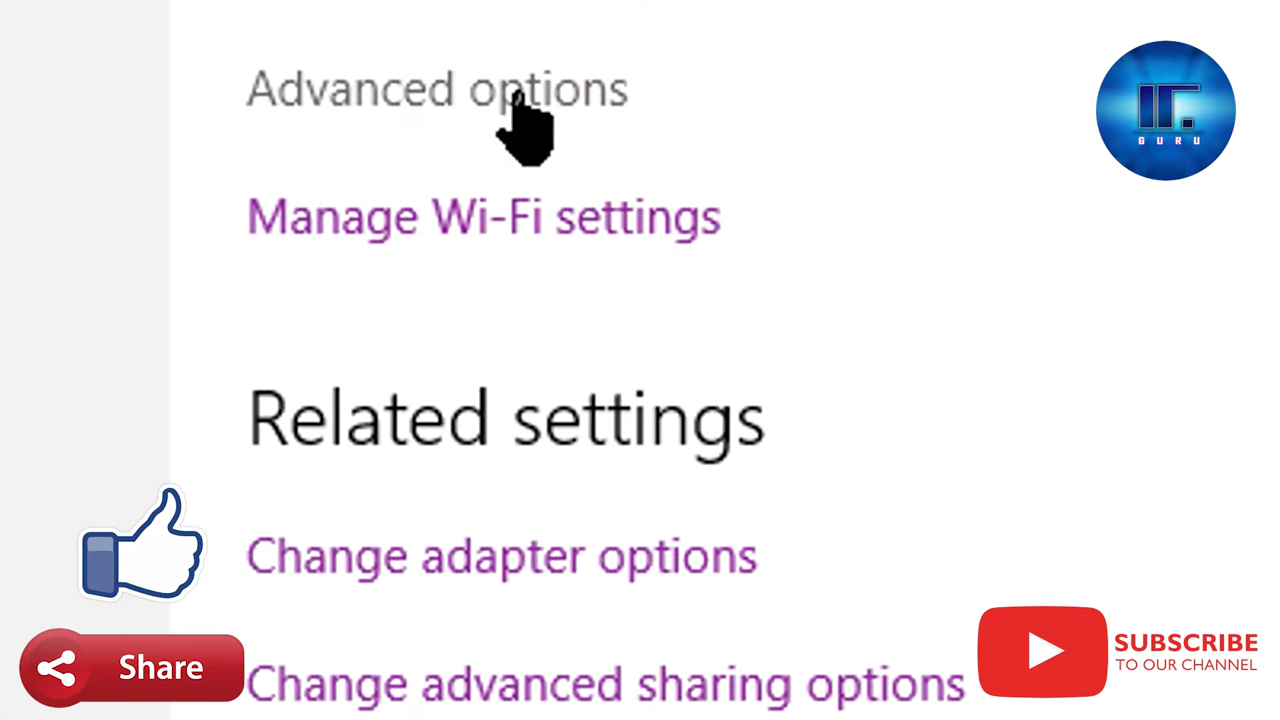 Advanced options
Manage Wi-Fi settings
Related settings
Change adapter options
Change advanced sharing options
GURU
Share
SUBSCRIBE
TO OUR CHANNEL